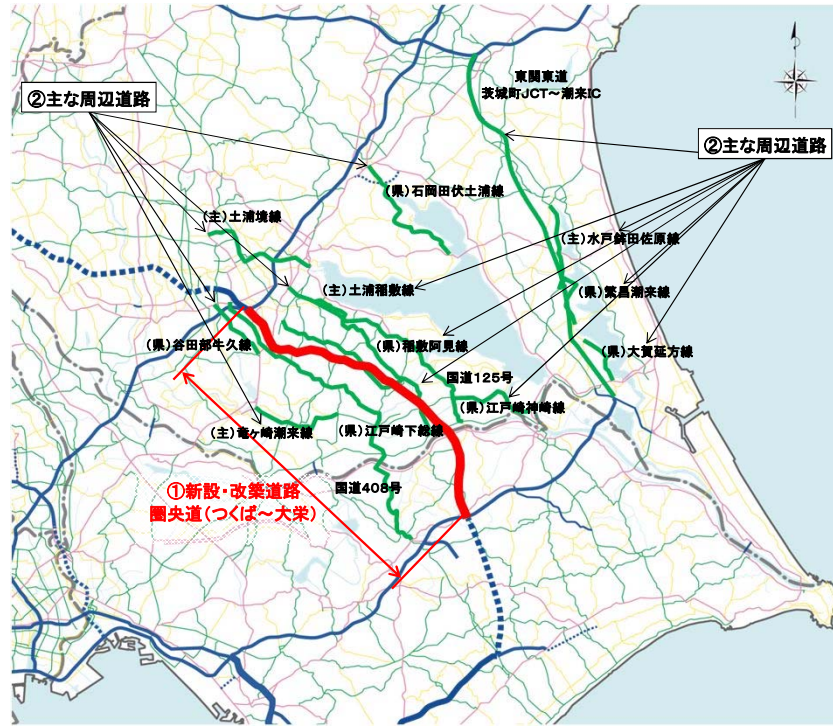 東関東道
茨城町JCT～潮来IC
②主な周辺道路
②主な周辺道路
(県)石岡田伏土浦線
(主)土浦境線
(主)水戸鉾田佐原線
(主)土浦稲敷線
(県)繁昌潮来線
(県)谷田部牛久線
(県)稲敷阿見線
(県)大賀延方線
国道125号
(県)江戸崎神崎線
(主)竜ヶ崎潮来線
(県)江戸崎下総線
国道408号
①新設・改築道路
圏央道(つくば～大栄)